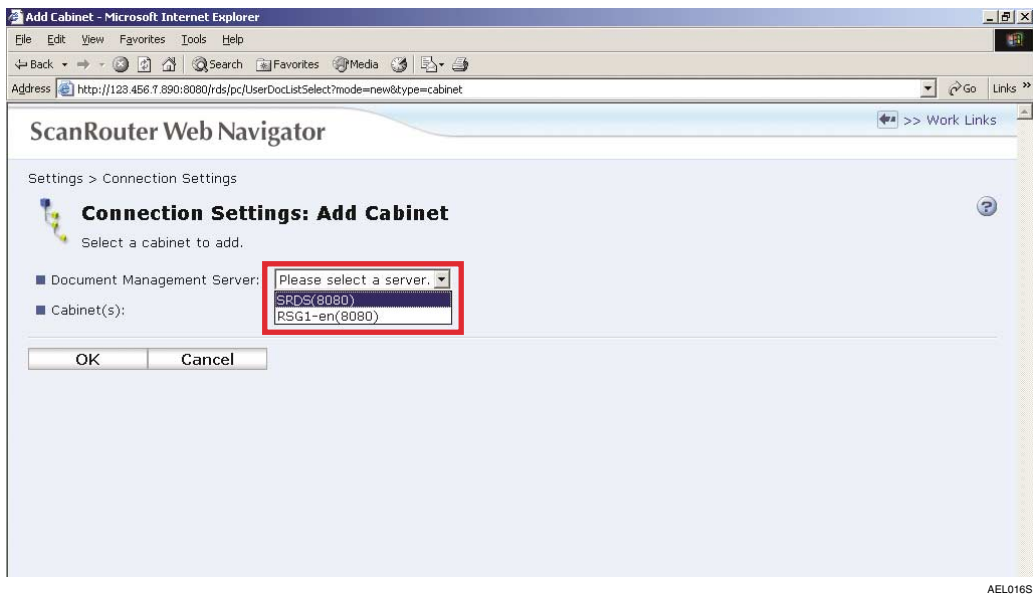 Add Cabinet - Microsoft Internet Explorer
File Edit View Favorites Tools Help
Back Search Favorites Media
Address http://123.456.7.890:8080/rds/pc/UserDocListSelect?mode=new&type=cabinet Go Links »
ScanRouter Web Navigator
>> Work Links
Settings > Connection Settings
Connection Settings: Add Cabinet
?
Select a cabinet to add.
Document Management Server: Please select a server.
SRDS(8080)
Cabinet(s):
RSG1-en(8080)
OK Cancel
AEL016S